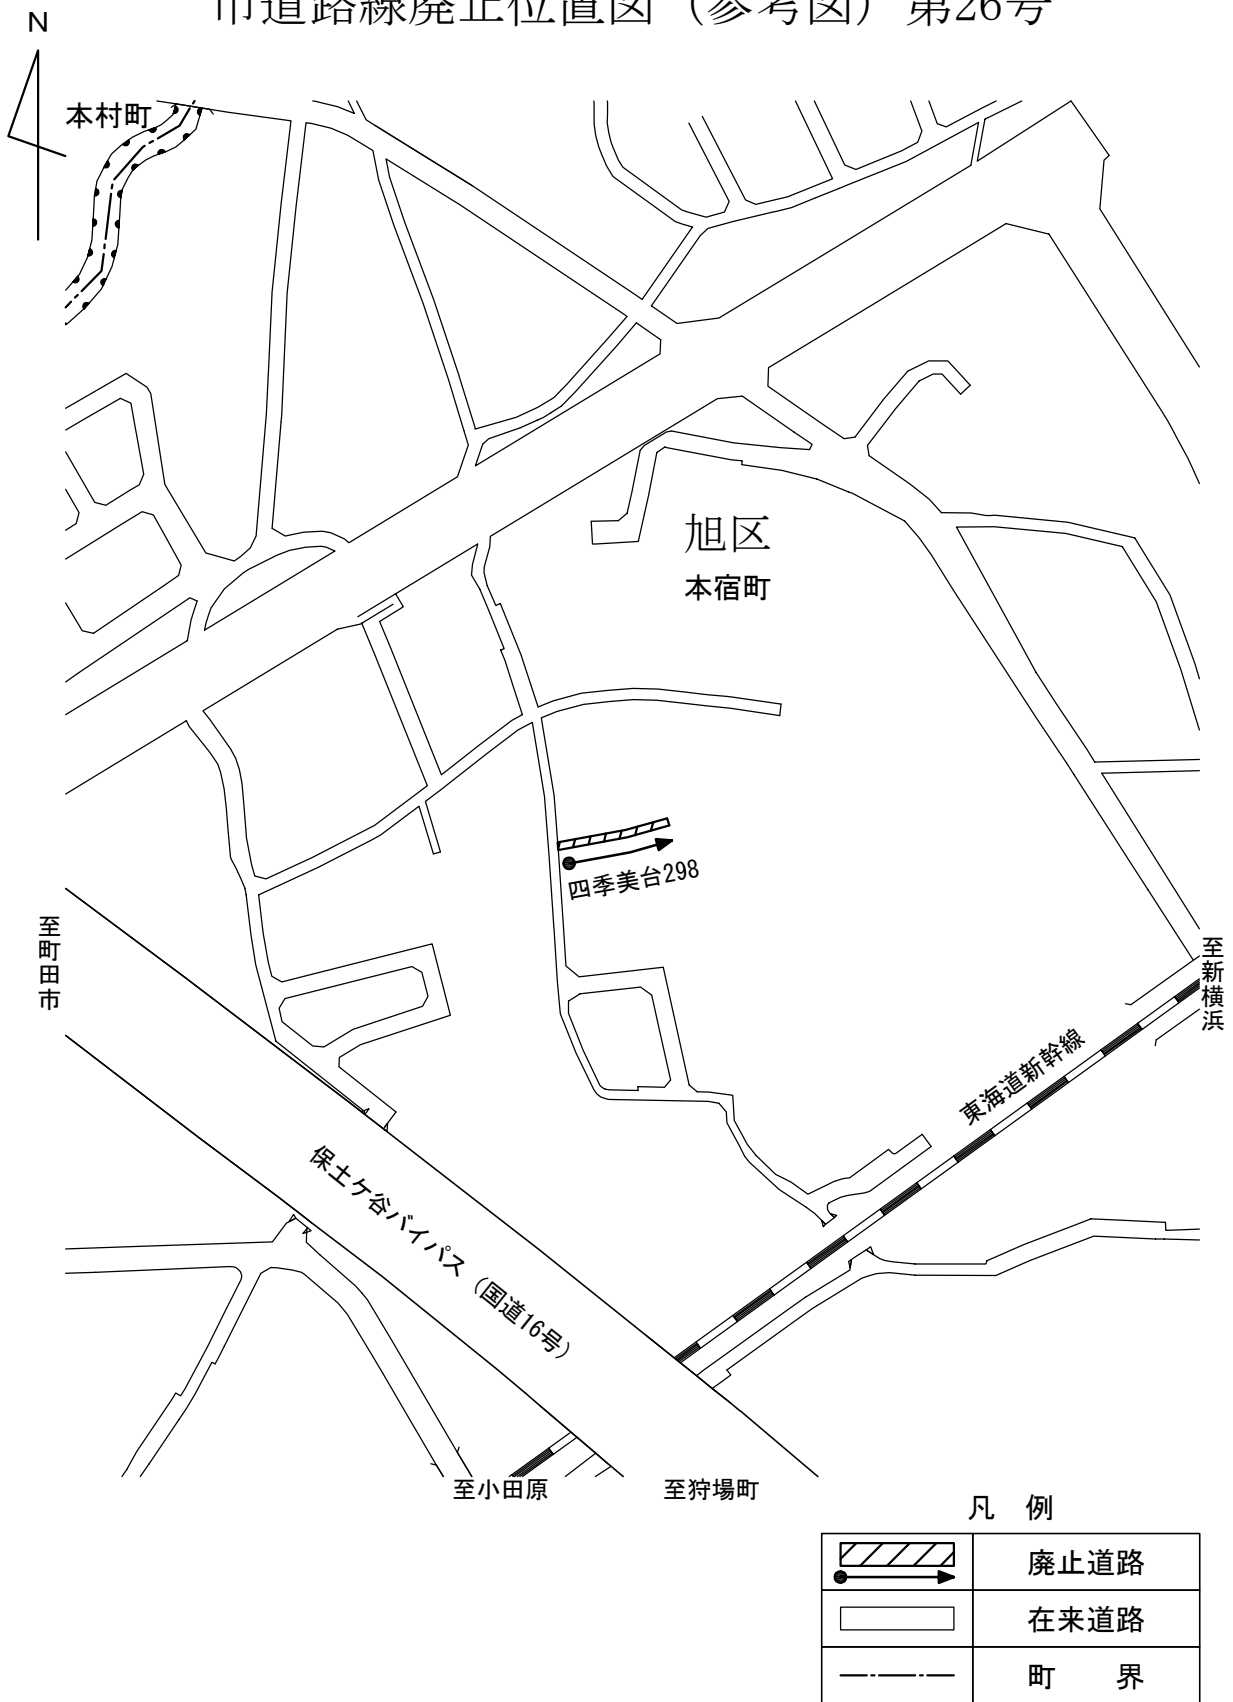 市道路線廃止位置図（参考図）第26号
N
本村町
旭区
本宿町
四季美台298
至町田市
至新横浜
東海道新幹線
保土ケ谷バイパス（国道16号）
至小田原
至狩場町
凡 例
廃止道路
在来道路
町 界